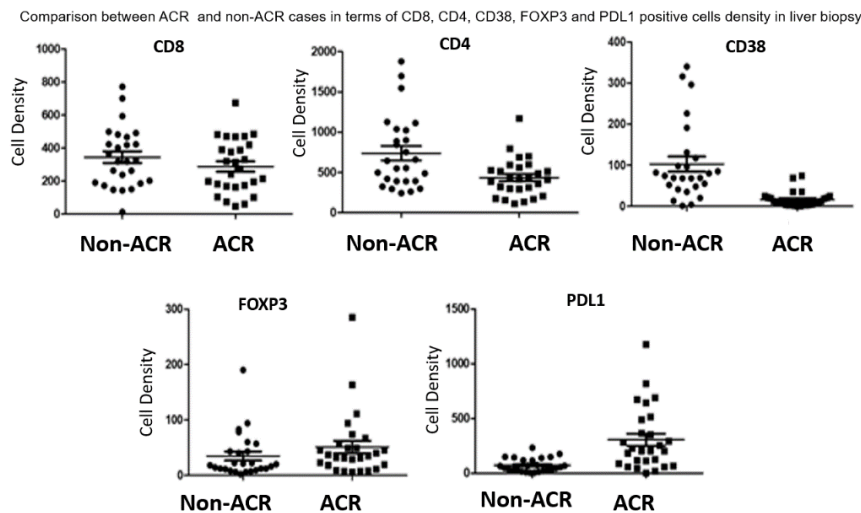 Comparison between ACR and non-ACR cases in terms of CD8, CD4, CD38, FOXP3 and PDL1 positive cells density in liver biopsy
CD8
Cell Density
1000
800
600
400
200
0
Non-ACR ACR
CD4
Cell Density
2000
1500
1000
500
0
Non-ACR ACR
CD38
Cell Density
400
300
200
100
0
Non-ACR ACR
FOXP3
Cell Density
300
200
100
0
Non-ACR ACR
PDL1
Cell Density
1500
1000
500
0
Non-ACR ACR